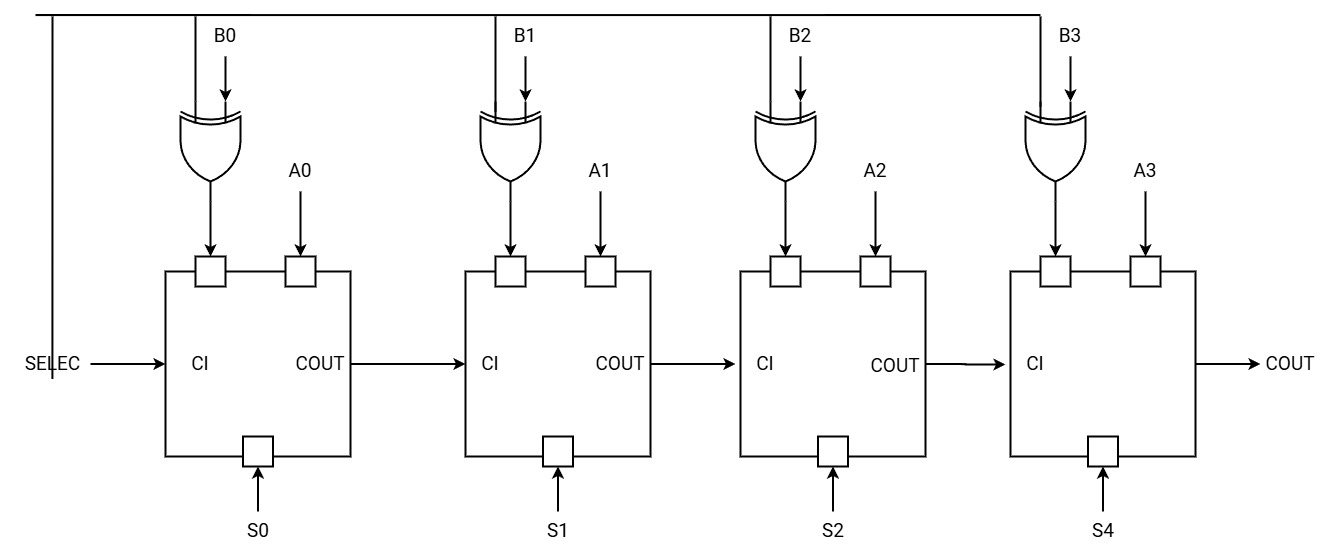 B0 B1 B2 B3
A0 A1 A2 A3
SELEC CI COUT CI COUT CI COUT CI COUT
S0 S1 S2 S4